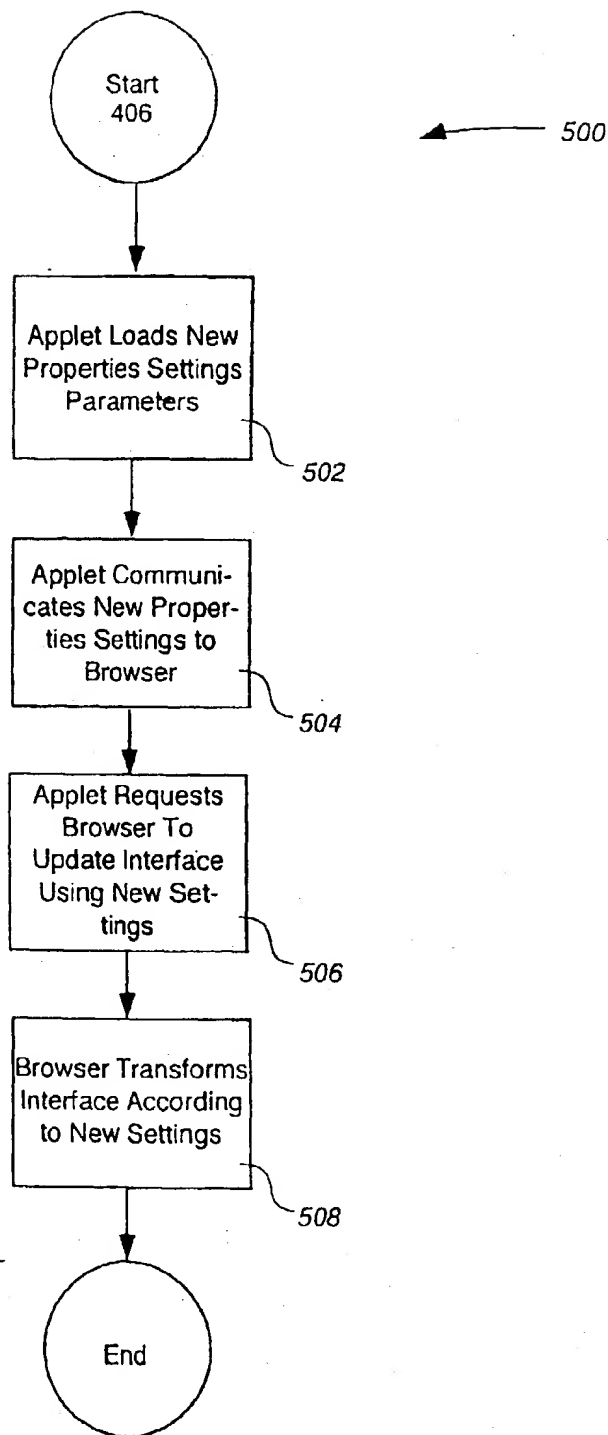 Start
406
500
Applet Loads New
Properties Settings
Parameters
502
Applet Communi-
cates New Proper-
ties Settings to
Browser
504
Applet Requests
Browser To
Update Interface
Using New Set-
tings
506
Browser Transforms
Interface According
to New Settings
508
End